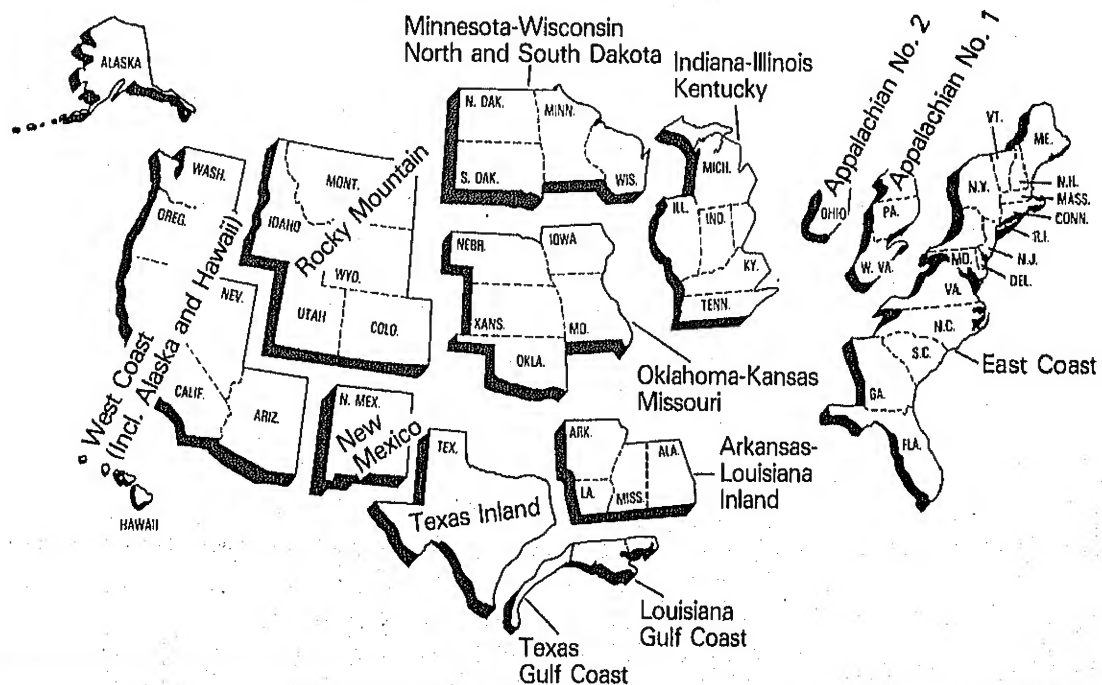 ALASKA
Minnesota-Wisconsin
North and South Dakota
Indiana-Illinois
Kentucky
Appalachian No. 2
Appalachian No. 1
WASH.
OREG.
NEV.
CALIF.
ARIZ.
West Coast
(Incl. Alaska and Hawaii)
HAWAII
MONT.
IDAHO
WYO.
UTAH
COLO.
Rocky Mountain
N. MEX.
New
Mexico
N. DAK.
S. DAK.
MINN.
WIS.
NEBR.
IOWA
KANS.
MO.
OKLA.
Oklahoma-Kansas
Missouri
MICH.
ILL.
IND.
KY.
TENN.
OHIO
PA.
W. VA.
VT.
ME.
N.Y.
N.H.
MASS.
CONN.
R.I.
N.J.
MD.
DEL.
VA.
N.C.
S.C.
GA.
FLA.
East Coast
TEX.
Texas Inland
ARK.
LA.
MISS.
ALA.
Arkansas-
Louisiana
Inland
Louisiana
Gulf Coast
Texas
Gulf Coast